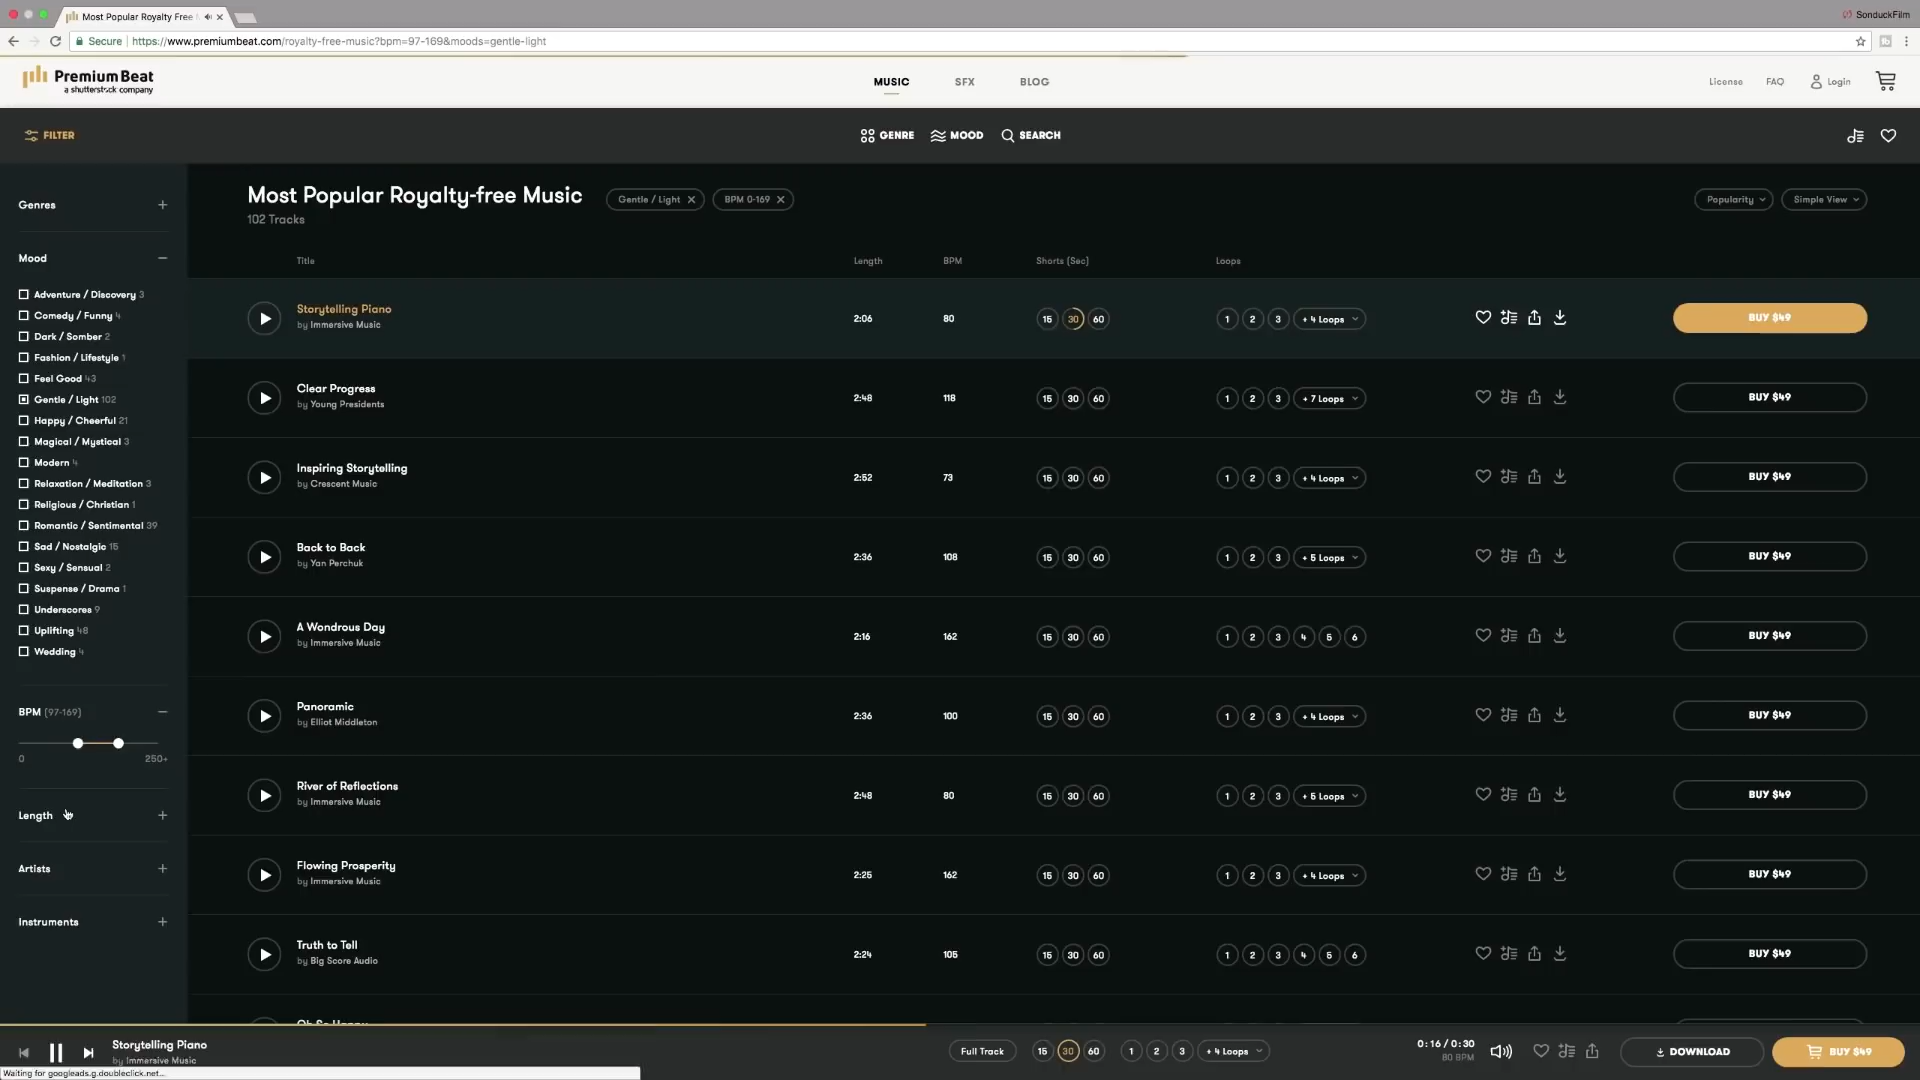 Most Popular Royalty Free
SonduckFilm
Secure https://www.premiumbeat.com/royalty-free-music?bpm=97-169&moods=gentle-light
PremiumBeat
a shutterstock company
MUSIC SFX BLOG
License FAQ Login
FILTER
GENRE MOOD SEARCH
Genres
Most Popular Royalty-free Music Gentle / Light BPM 0-169 Popularity Simple View
102 Tracks
Mood
Title Length BPM Shorts (Sec) Loops
Adventure / Discovery 3
Comedy / Funny 4
Dark / Somber 2
Fashion / Lifestyle 1
Feel Good 43
Gentle / Light 102
Happy / Cheerful 21
Magical / Mystical 3
Modern 4
Relaxation / Meditation 3
Religious / Christian 1
Romantic / Sentimental 39
Sad / Nostalgic 15
Sexy / Sensual 2
Suspense / Drama 1
Underscores 9
Uplifting 48
Wedding 4
BPM (97-169)
0 250+
Length
Artists
Instruments
Storytelling Piano
by Immersive Music
2:06 80 15 30 60 1 2 3 + 4 Loops BUY $49
Clear Progress
by Young Presidents
2:48 118 15 30 60 1 2 3 + 7 Loops BUY $49
Inspiring Storytelling
by Crescent Music
2:52 73 15 30 60 1 2 3 + 4 Loops BUY $49
Back to Back
by Yan Perchuk
2:36 108 15 30 60 1 2 3 + 5 Loops BUY $49
A Wondrous Day
by Immersive Music
2:16 162 15 30 60 1 2 3 4 5 6 BUY $49
Panoramic
by Elliot Middleton
2:36 100 15 30 60 1 2 3 + 4 Loops BUY $49
River of Reflections
by Immersive Music
2:48 80 15 30 60 1 2 3 + 5 Loops BUY $49
Flowing Prosperity
by Immersive Music
2:25 162 15 30 60 1 2 3 + 4 Loops BUY $49
Truth to Tell
by Big Score Audio
2:24 105 15 30 60 1 2 3 4 5 6 BUY $49
Storytelling Piano
by Immersive Music
Full Track 15 30 60 1 2 3 + 4 Loops
0:16 / 0:30
80 BPM
DOWNLOAD BUY $49
Waiting for googleads.g.doubleclick.net...